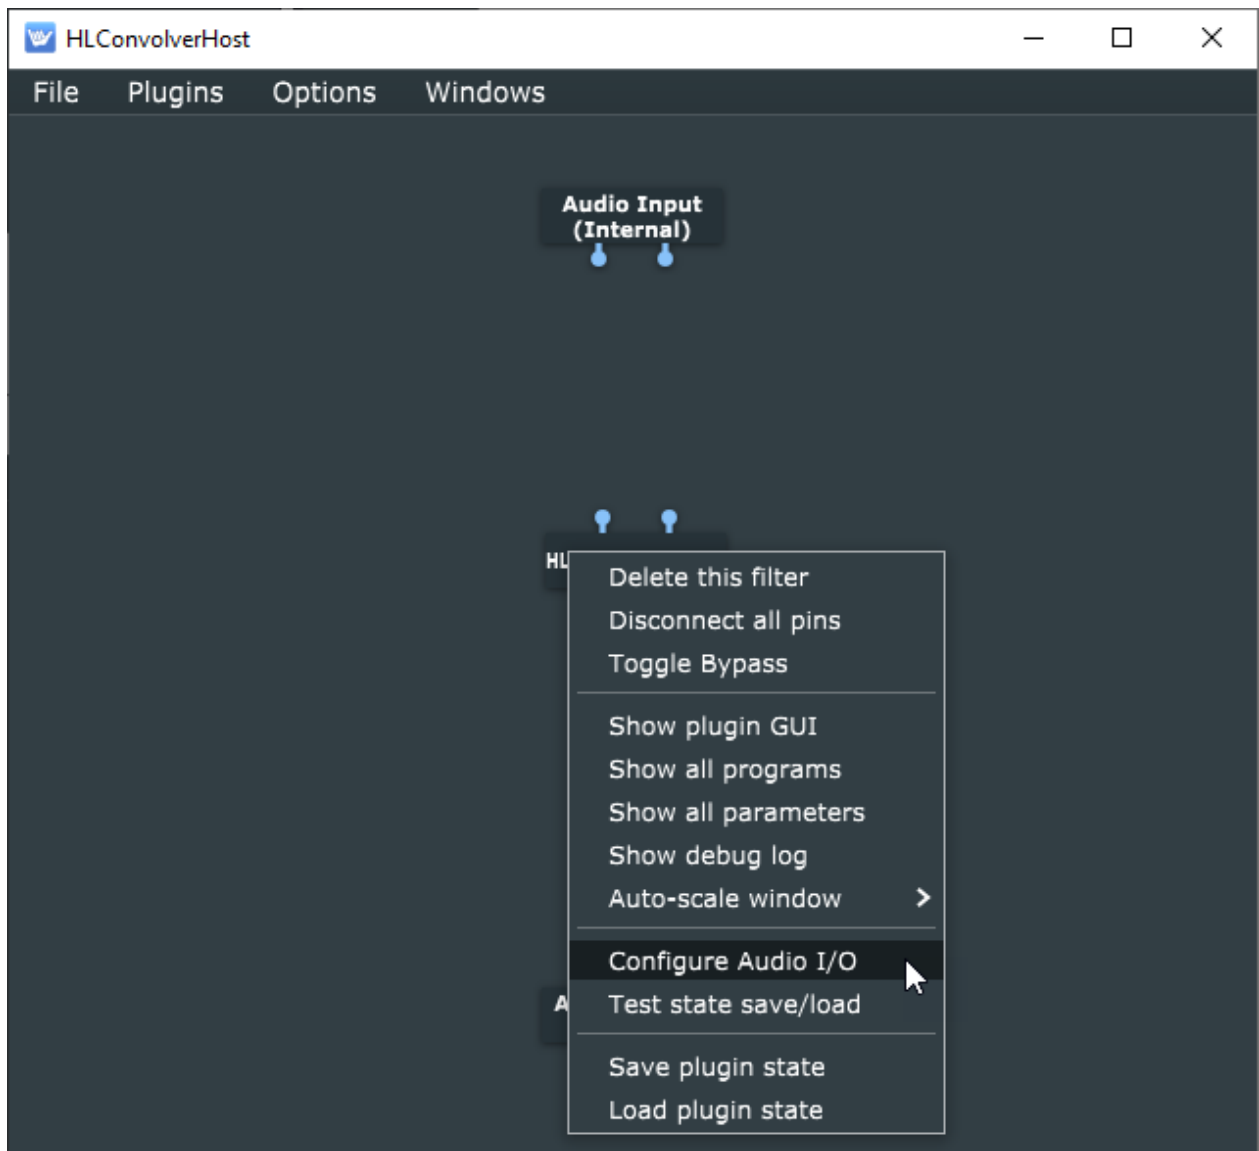 HLConvolverHost
File Plugins Options Windows
Audio Input
(Internal)
HL
Delete this filter
Disconnect all pins
Toggle Bypass
Show plugin GUI
Show all programs
Show all parameters
Show debug log
Auto-scale window
Configure Audio I/O
A
Test state save/load
Save plugin state
Load plugin state